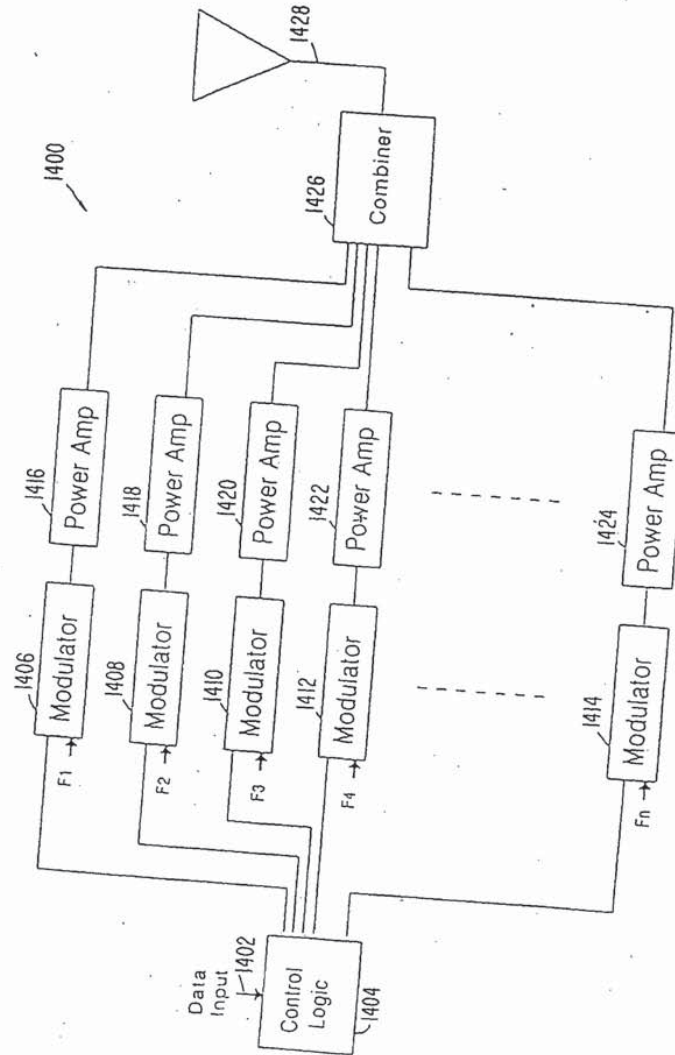 1400
1428
1426
Combiner
1416
Power Amp
1418
Power Amp
1420
Power Amp
1422
Power Amp
1424
Power Amp
1406
Modulator
F1
1408
Modulator
F2
1410
Modulator
F3
1412
Modulator
F4
1414
Modulator
Fn
Data
Input
1402
Control
Logic
1404